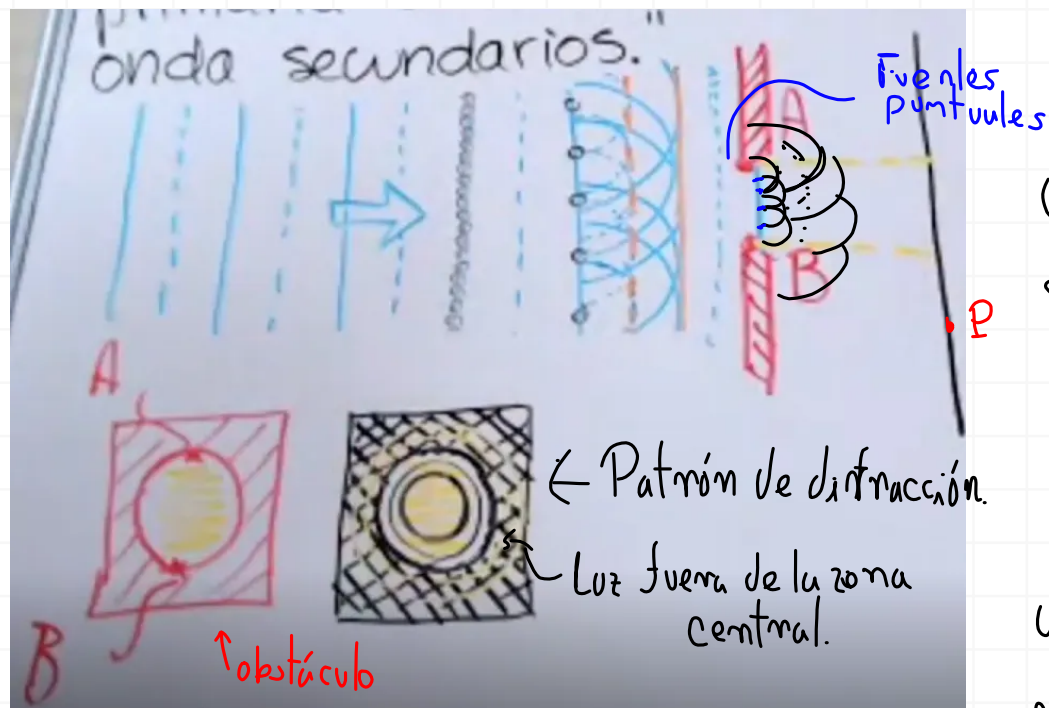 onda secundarios."
Fuentes
puntuales
A
B
P
A
B
← Patrón de difracción.
Luz fuera de la zona
central.
↑obstáculo